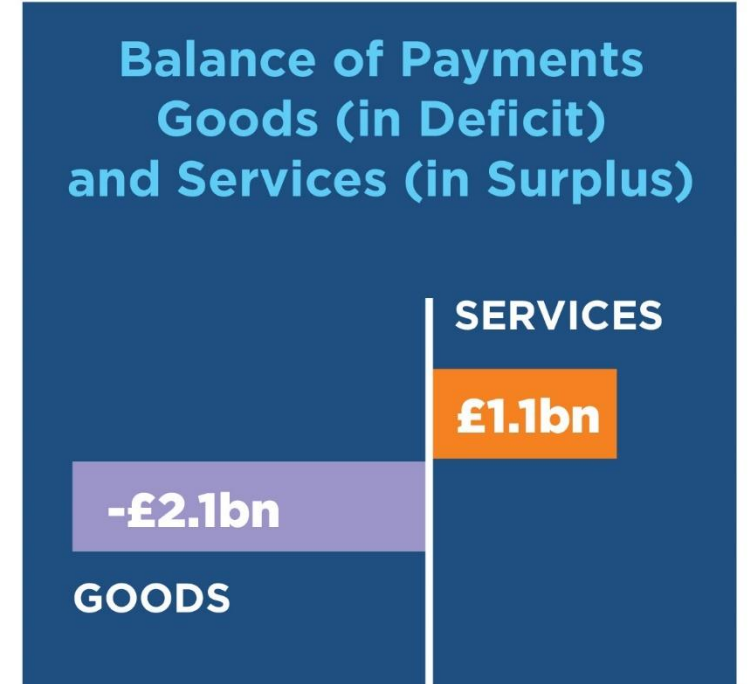 Balance of Payments
Goods (in Deficit)
and Services (in Surplus)
SERVICES
£1.1bn
-£2.1bn
GOODS